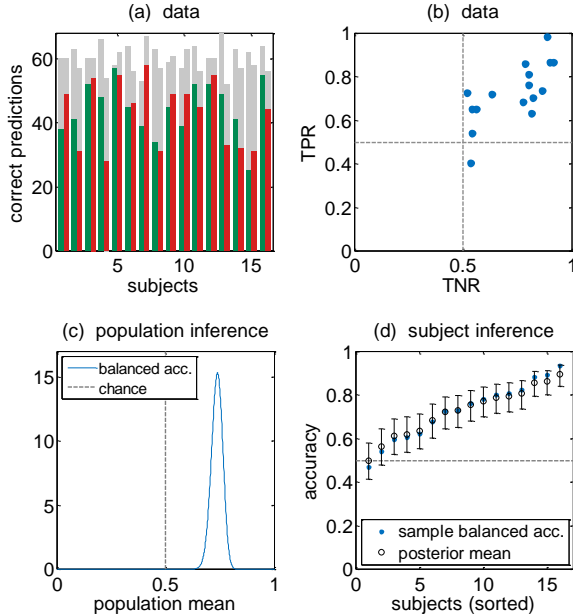 (a) data
60
40
20
0
5
10
15
correct predictions
subjects
(b) data
1
0.8
0.6
0.4
0.2
0
0
0.5
1
TPR
TNR
(c) population inference
15
10
5
0
0
0.5
1
balanced acc.
chance
population mean
(d) subject inference
1
0.8
0.6
0.4
0.2
0
0
5
10
15
accuracy
sample balanced acc.
posterior mean
subjects (sorted)